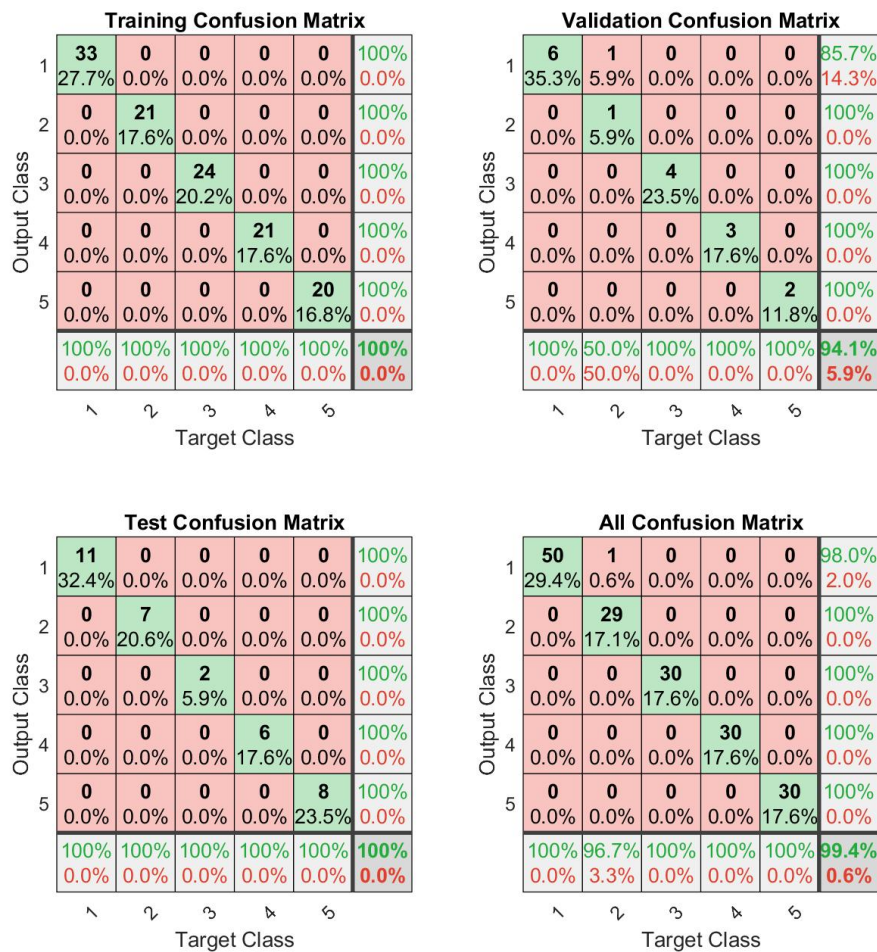 Training Confusion Matrix
1 33 0 0 0 0 100%
27.7% 0.0% 0.0% 0.0% 0.0% 0.0%
2 0 21 0 0 0 100%
0.0% 17.6% 0.0% 0.0% 0.0% 0.0%
3 0 0 24 0 0 100%
0.0% 0.0% 20.2% 0.0% 0.0% 0.0%
4 0 0 0 21 0 100%
0.0% 0.0% 0.0% 17.6% 0.0% 0.0%
5 0 0 0 0 20 100%
0.0% 0.0% 0.0% 0.0% 16.8% 0.0%
100% 100% 100% 100% 100% 100%
0.0% 0.0% 0.0% 0.0% 0.0% 0.0%
1 2 3 4 5
Target Class
Output Class
Validation Confusion Matrix
1 6 1 0 0 0 85.7%
35.3% 5.9% 0.0% 0.0% 0.0% 14.3%
2 0 1 0 0 0 100%
0.0% 5.9% 0.0% 0.0% 0.0% 0.0%
3 0 0 4 0 0 100%
0.0% 0.0% 23.5% 0.0% 0.0% 0.0%
4 0 0 0 3 0 100%
0.0% 0.0% 0.0% 17.6% 0.0% 0.0%
5 0 0 0 0 2 100%
0.0% 0.0% 0.0% 0.0% 11.8% 0.0%
100% 50.0% 100% 100% 100% 94.1%
0.0% 50.0% 0.0% 0.0% 0.0% 5.9%
1 2 3 4 5
Target Class
Output Class
Test Confusion Matrix
1 11 0 0 0 0 100%
32.4% 0.0% 0.0% 0.0% 0.0% 0.0%
2 0 7 0 0 0 100%
0.0% 20.6% 0.0% 0.0% 0.0% 0.0%
3 0 0 2 0 0 100%
0.0% 0.0% 5.9% 0.0% 0.0% 0.0%
4 0 0 0 6 0 100%
0.0% 0.0% 0.0% 17.6% 0.0% 0.0%
5 0 0 0 0 8 100%
0.0% 0.0% 0.0% 0.0% 23.5% 0.0%
100% 100% 100% 100% 100% 100%
0.0% 0.0% 0.0% 0.0% 0.0% 0.0%
1 2 3 4 5
Target Class
Output Class
All Confusion Matrix
1 50 1 0 0 0 98.0%
29.4% 0.6% 0.0% 0.0% 0.0% 2.0%
2 0 29 0 0 0 100%
0.0% 17.1% 0.0% 0.0% 0.0% 0.0%
3 0 0 30 0 0 100%
0.0% 0.0% 17.6% 0.0% 0.0% 0.0%
4 0 0 0 30 0 100%
0.0% 0.0% 0.0% 17.6% 0.0% 0.0%
5 0 0 0 0 30 100%
0.0% 0.0% 0.0% 0.0% 17.6% 0.0%
100% 96.7% 100% 100% 100% 99.4%
0.0% 3.3% 0.0% 0.0% 0.0% 0.6%
1 2 3 4 5
Target Class
Output Class